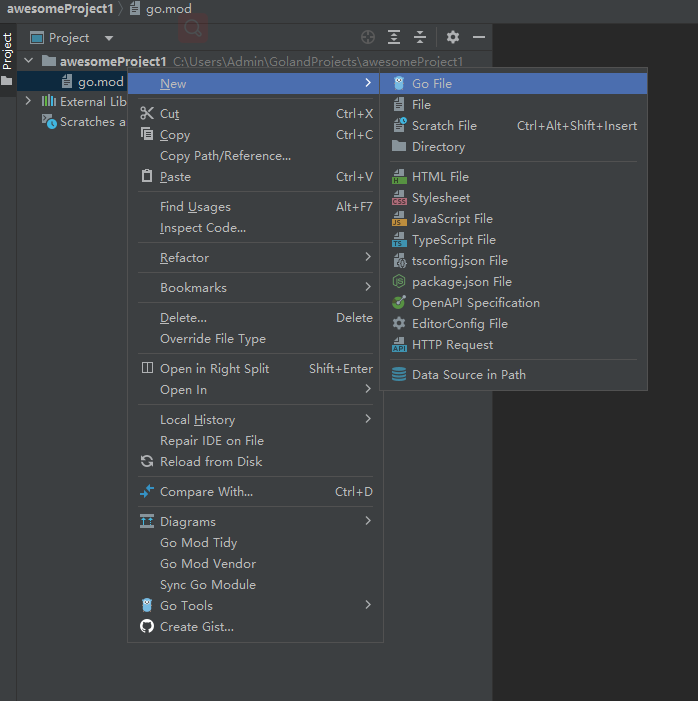 awesomeProject1 go.mod
Project
Project
awesomeProject1 C:\Users\Admin\GolandProjects\awesomeProject1
go.mod
External Lib
Scratches a
New
Cut Ctrl+X
Copy Ctrl+C
Copy Path/Reference...
Paste Ctrl+V
Find Usages Alt+F7
Inspect Code...
Refactor
Bookmarks
Delete... Delete
Override File Type
Open in Right Split Shift+Enter
Open In
Local History
Repair IDE on File
Reload from Disk
Compare With... Ctrl+D
Diagrams
Go Mod Tidy
Go Mod Vendor
Sync Go Module
Go Tools
Create Gist...
Go File
File
Scratch File Ctrl+Alt+Shift+Insert
Directory
H HTML File
CSS Stylesheet
JS JavaScript File
TS TypeScript File
tsconfig.json File
package.json File
OpenAPI Specification
EditorConfig File
API HTTP Request
Data Source in Path